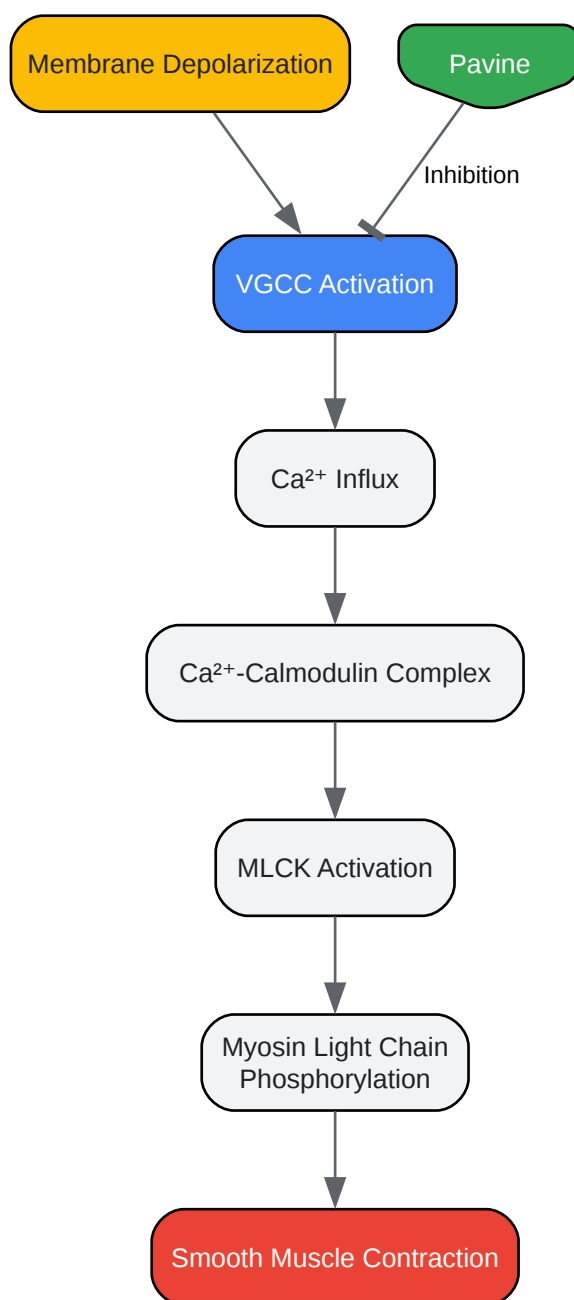 Membrane Depolarization
Pavine
Inhibition
VGCC Activation
Ca²⁺ Influx
Ca²⁺-Calmodulin Complex
MLCK Activation
Myosin Light Chain
Phosphorylation
Smooth Muscle Contraction